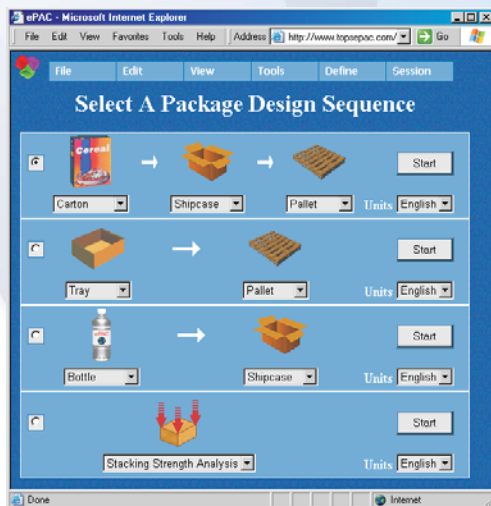 ePAC - Microsoft Internet Explorer
File Edit View Favorites Tools Help Address http://www.topsepac.com/ Go
File Edit View Tools Define Session
Select A Package Design Sequence
Cereal
Start
Carton Shipcase Pallet Units English
Start
Tray Pallet Units English
ePAC
Start
Bottle Shipcase Units English
Start
Stacking Strength Analysis Units English
Done Internet